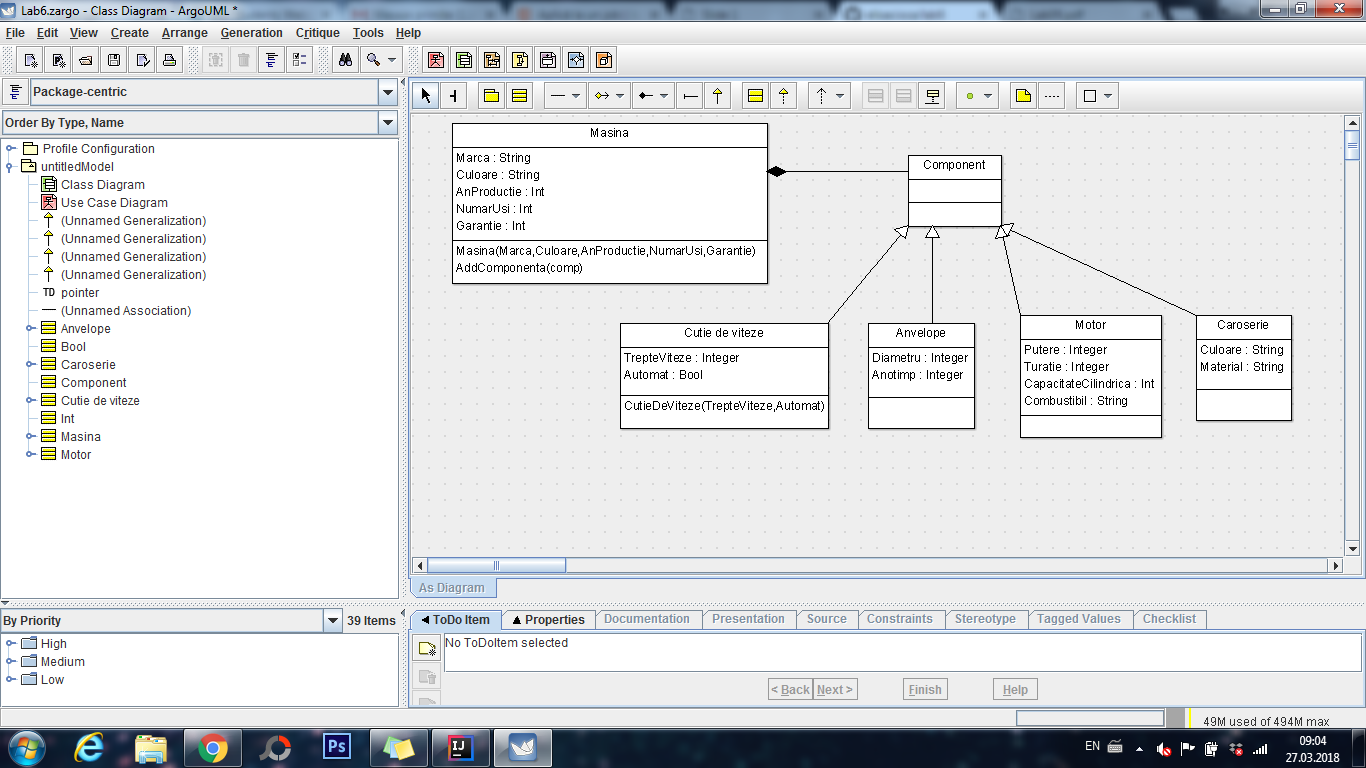 Lab6.zargo - Class Diagram - ArgoUML *
File Edit View Create Arrange Generation Critique Tools Help
Package-centric
Order By Type, Name
Profile Configuration
untitledModel
Class Diagram
Use Case Diagram
(Unnamed Generalization)
(Unnamed Generalization)
(Unnamed Generalization)
(Unnamed Generalization)
TD pointer
(Unnamed Association)
Anvelope
Bool
Caroserie
Component
Cutie de viteze
Int
Masina
Motor
Masina
Marca : String
Culoare : String
AnProductie : Int
NumarUsi : Int
Garantie : Int
Masina(Marca,Culoare,AnProductie,NumarUsi,Garantie)
AddComponenta(comp)
Component
Cutie de viteze
TrepteViteze : Integer
Automat : Bool
CutieDeViteze(TrepteViteze,Automat)
Anvelope
Diametru : Integer
Anotimp : Integer
Motor
Putere : Integer
Turatie : Integer
CapacitateCilindrica : Int
Combustibil : String
Caroserie
Culoare : String
Material : String
As Diagram
By Priority
39 Items
High
Medium
Low
ToDo Item Properties Documentation Presentation Source Constraints Stereotype Tagged Values Checklist
No ToDoItem selected
< Back Next > Finish Help
49M used of 494M max
Ps
IJ
EN
09:04
27.03.2018